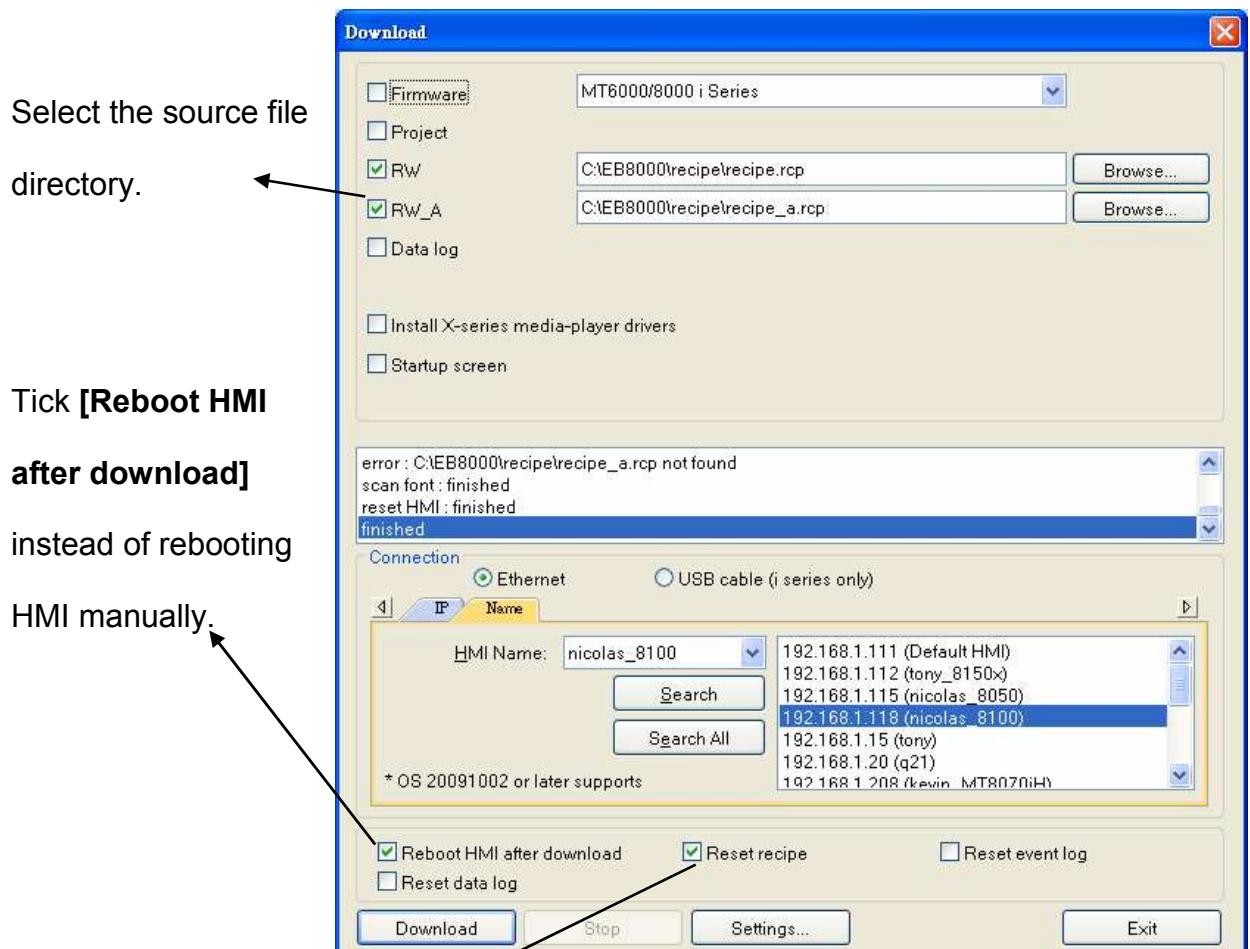 Download
Select the source file
directory.
Firmware
MT6000/8000 i Series
Project
RW
C:\EB8000\recipe\recipe.rcp
Browse...
RW_A
C:\EB8000\recipe\recipe_a.rcp
Browse...
Data log
Install X-series media-player drivers
Startup screen
Tick [Reboot HMI
after download]
instead of rebooting
HMI manually.
error : C:\EB8000\recipe\recipe_a.rcp not found
scan font : finished
reset HMI : finished
finished
Connection
Ethernet
USB cable (i series only)
IP
Name
HMI Name:
nicolas_8100
Search
Search All
* OS 20091002 or later supports
192.168.1.111 (Default HMI)
192.168.1.112 (tony_8150x)
192.168.1.115 (nicolas_8050)
192.168.1.118 (nicolas_8100)
192.168.1.15 (tony)
192.168.1.20 (q21)
192.168.1.208 (kevin_MT8070iH)
Reboot HMI after download
Reset recipe
Reset event log
Reset data log
Download
Stop
Settings...
Exit